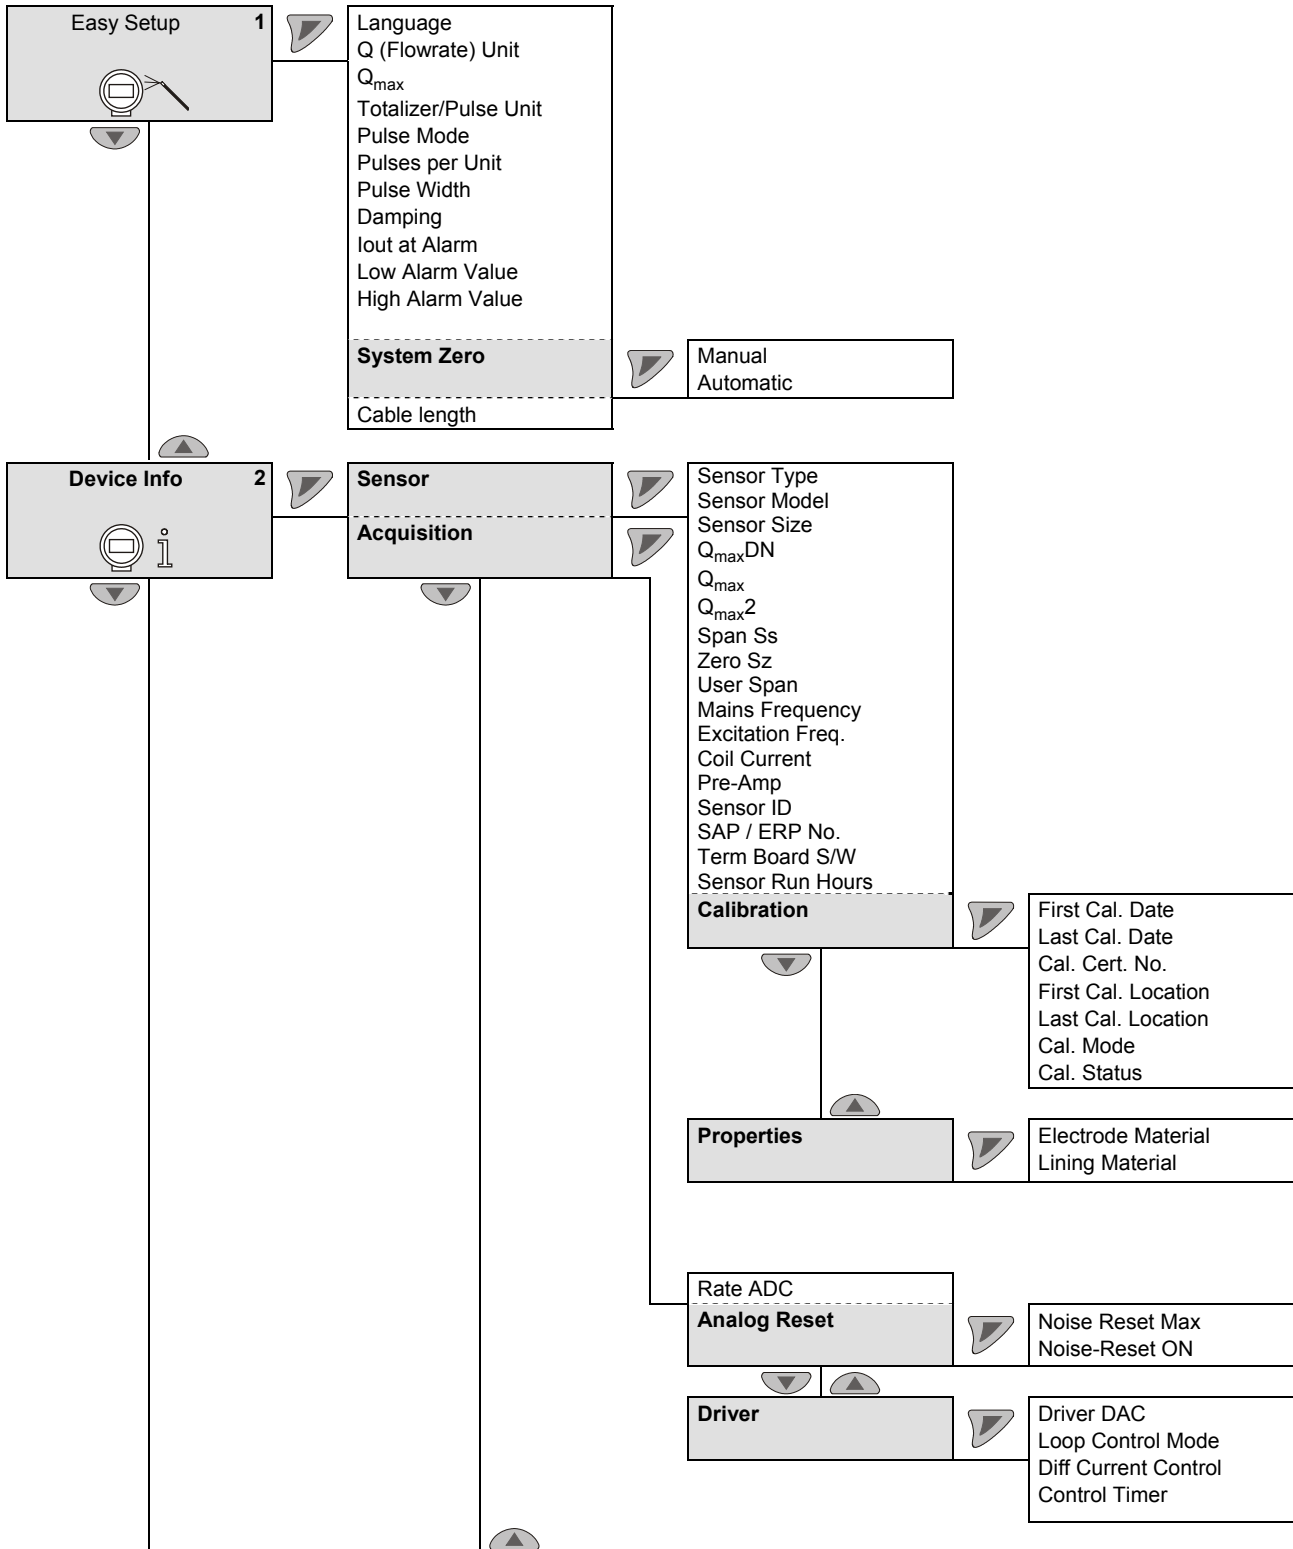 Easy Setup 1
Language
Q (Flowrate) Unit
Qmax
Totalizer/Pulse Unit
Pulse Mode
Pulses per Unit
Pulse Width
Damping
Iout at Alarm
Low Alarm Value
High Alarm Value
System Zero
Manual
Automatic
Cable length
Device Info 2
Sensor
Acquisition
Sensor Type
Sensor Model
Sensor Size
QmaxDN
Qmax
Qmax2
Span Ss
Zero Sz
User Span
Mains Frequency
Excitation Freq.
Coil Current
Pre-Amp
Sensor ID
SAP / ERP No.
Term Board S/W
Sensor Run Hours
Calibration
First Cal. Date
Last Cal. Date
Cal. Cert. No.
First Cal. Location
Last Cal. Location
Cal. Mode
Cal. Status
Properties
Electrode Material
Lining Material
Rate ADC
Analog Reset
Noise Reset Max
Noise-Reset ON
Driver
Driver DAC
Loop Control Mode
Diff Current Control
Control Timer